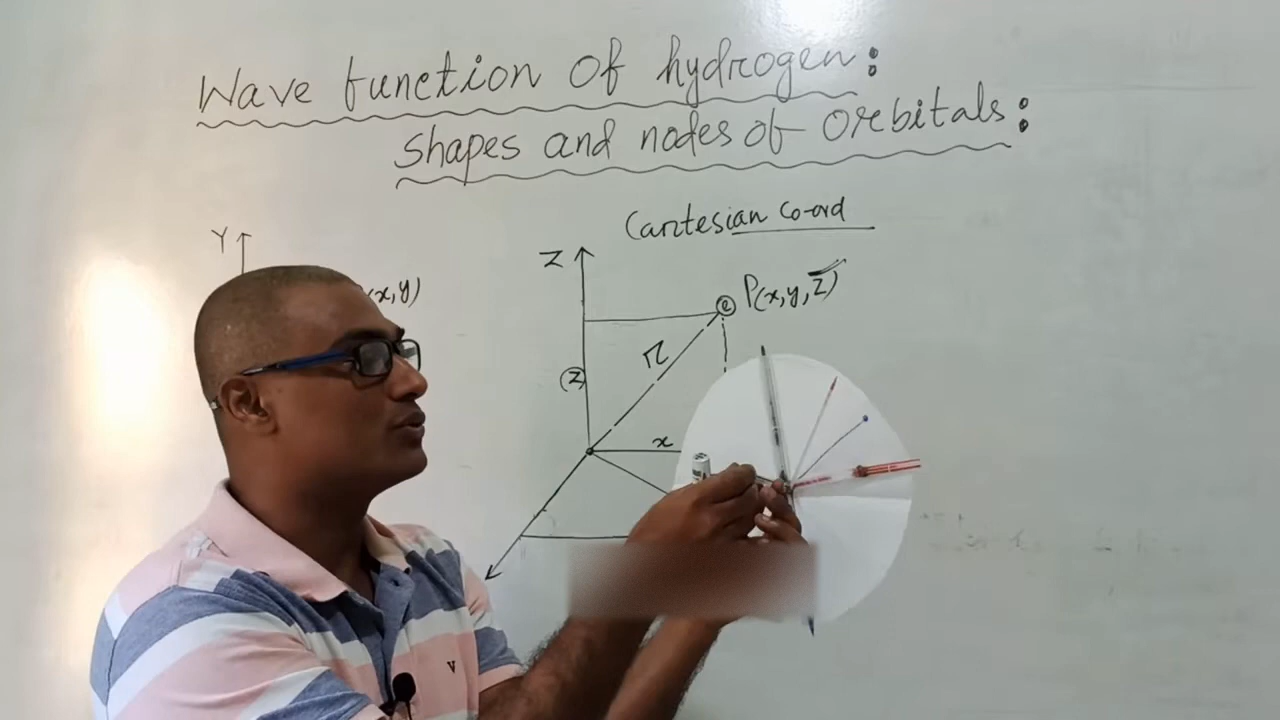 Wave function of hydrogen:
shapes and nodes of orbitals:
Cartesian Co-ord
Y
(x,y)
Z
P(x,y,z)
e
r
(z)
x
V